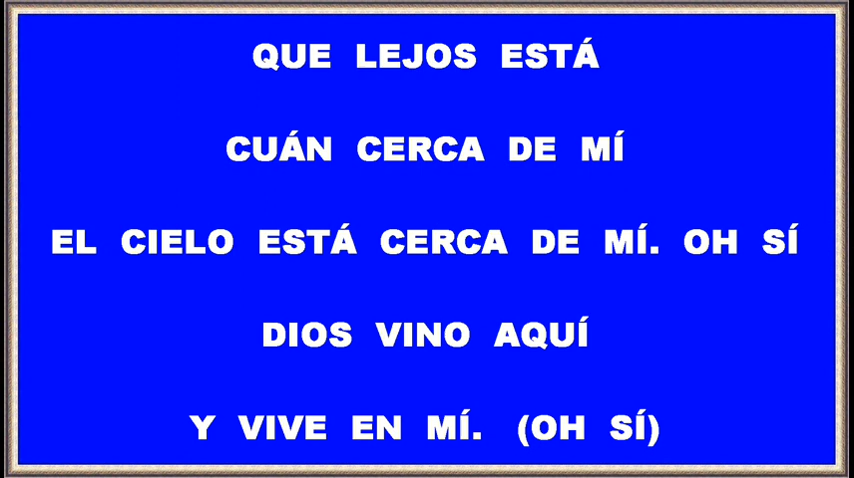 QUE LEJOS ESTÁ
CUÁN CERCA DE MÍ
EL CIELO ESTÁ CERCA DE MÍ. OH SÍ
DIOS VINO AQUÍ
Y VIVE EN MÍ. (OH SÍ)